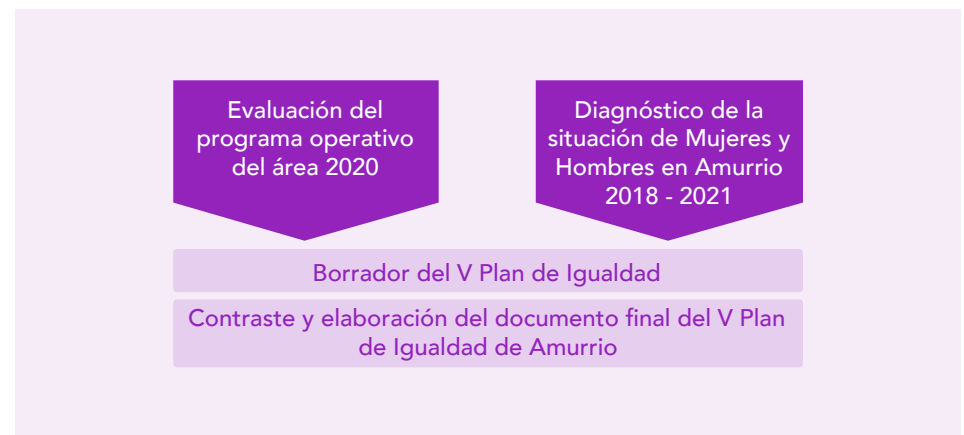 Evaluación del
programa operativo
del área 2020
Diagnóstico de la
situación de Mujeres y
Hombres en Amurrio
2018 - 2021
Borrador del V Plan de Igualdad
Contraste y elaboración del documento final del V Plan
de Igualdad de Amurrio